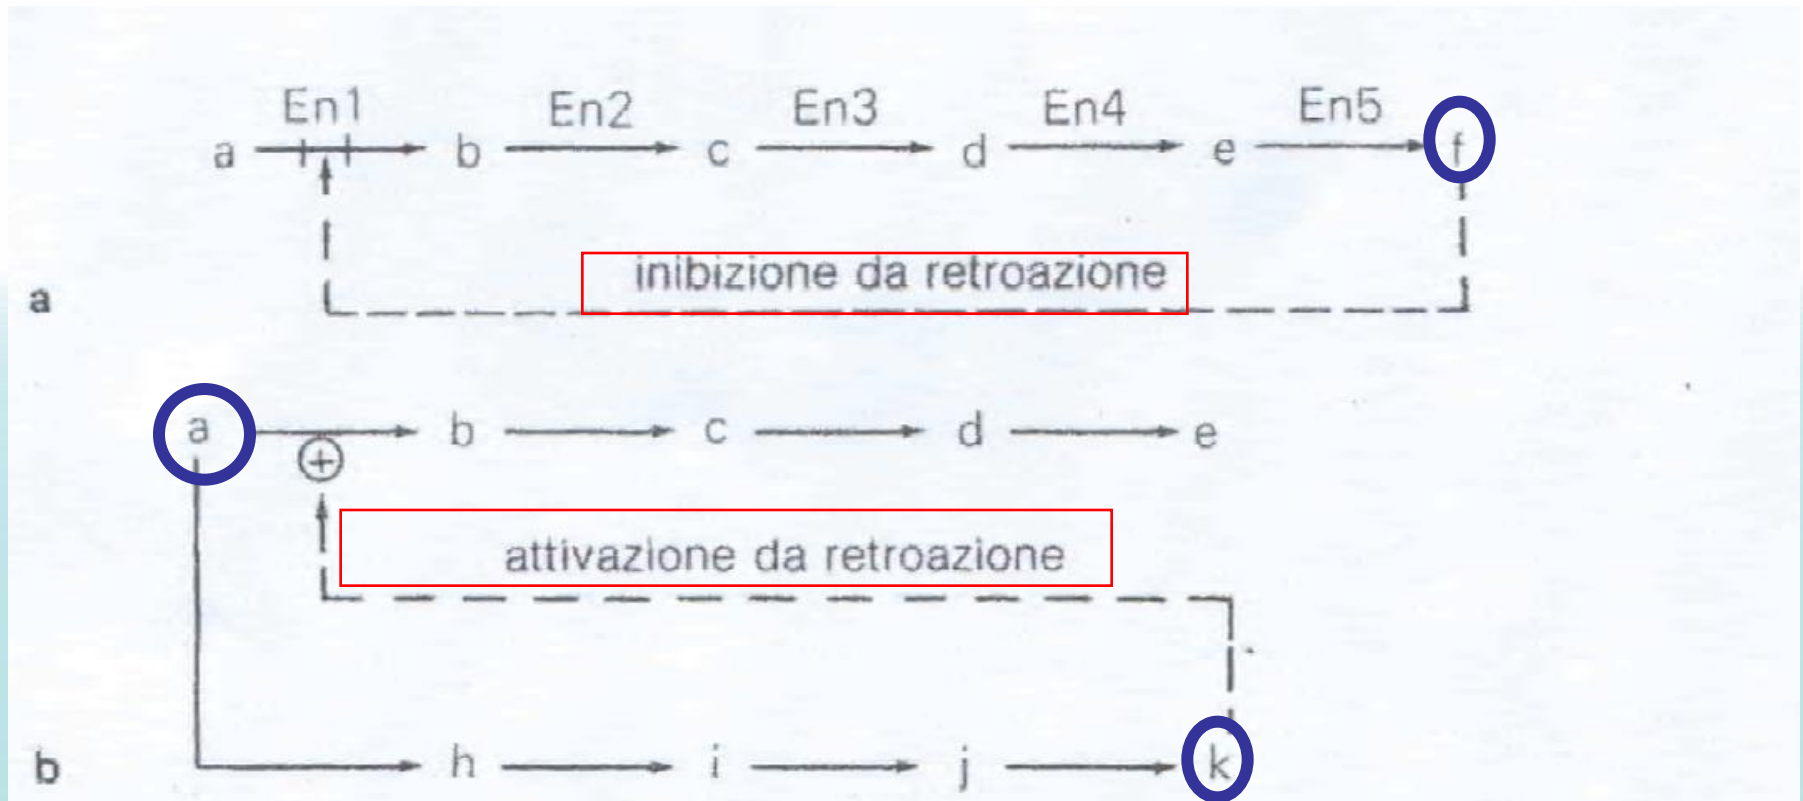 En1 En2 En3 En4 En5
a b c d e f
inibizione da retroazione
a
a b c d e
+
attivazione da retroazione
b h i j k